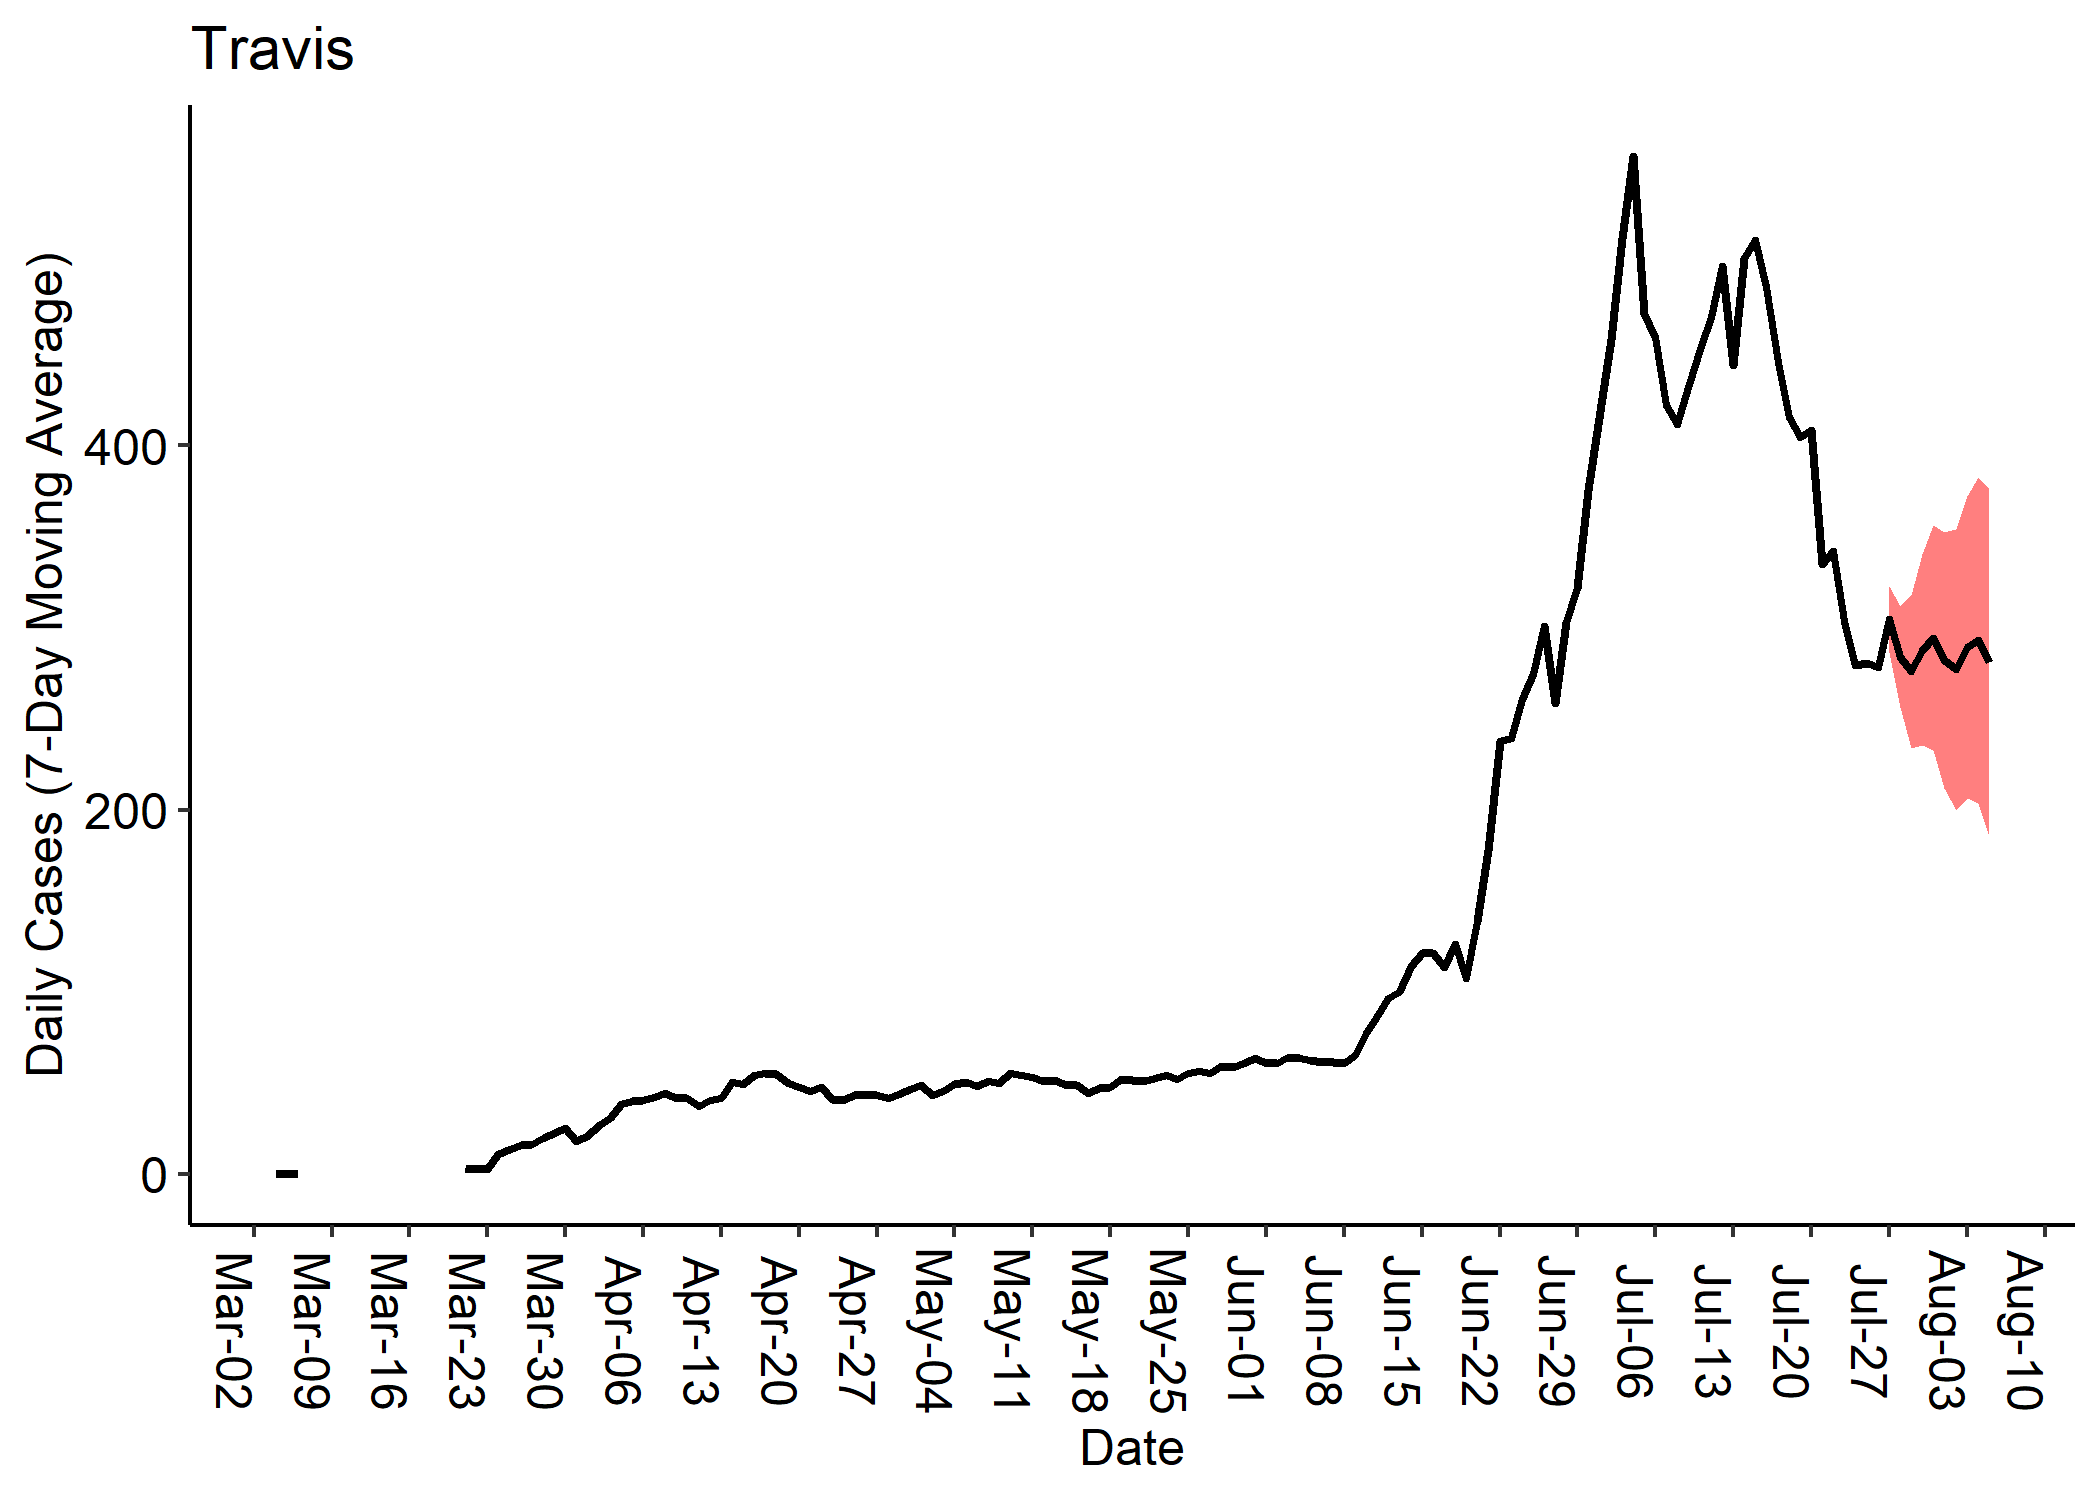 Travis
Daily Cases (7-Day Moving Average)
400
200
0
Mar-02
Mar-09
Mar-16
Mar-23
Mar-30
Apr-06
Apr-13
Apr-20
Apr-27
May-04
May-11
May-18
May-25
Jun-01
Jun-08
Jun-15
Jun-22
Jun-29
Jul-06
Jul-13
Jul-20
Jul-27
Aug-03
Aug-10
Date